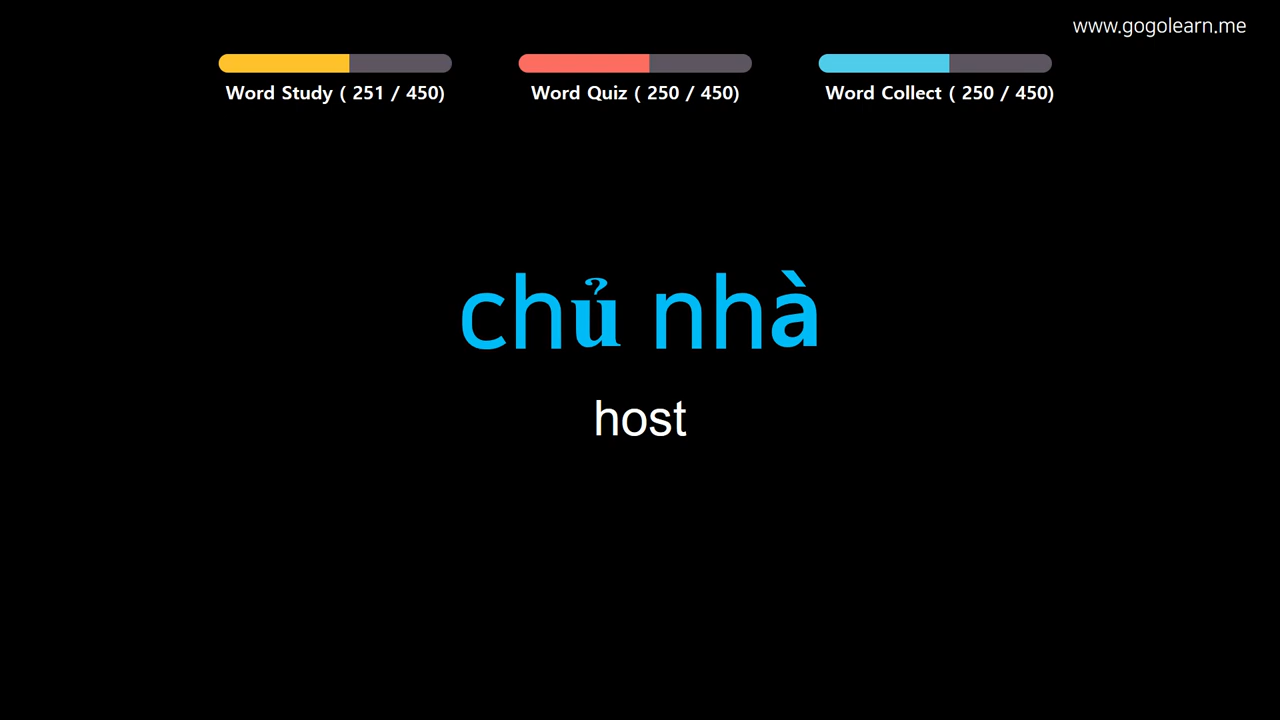 www.gogolearn.me
Word Study ( 251 / 450)
Word Quiz ( 250 / 450)
Word Collect ( 250 / 450)
chủ nhà
host